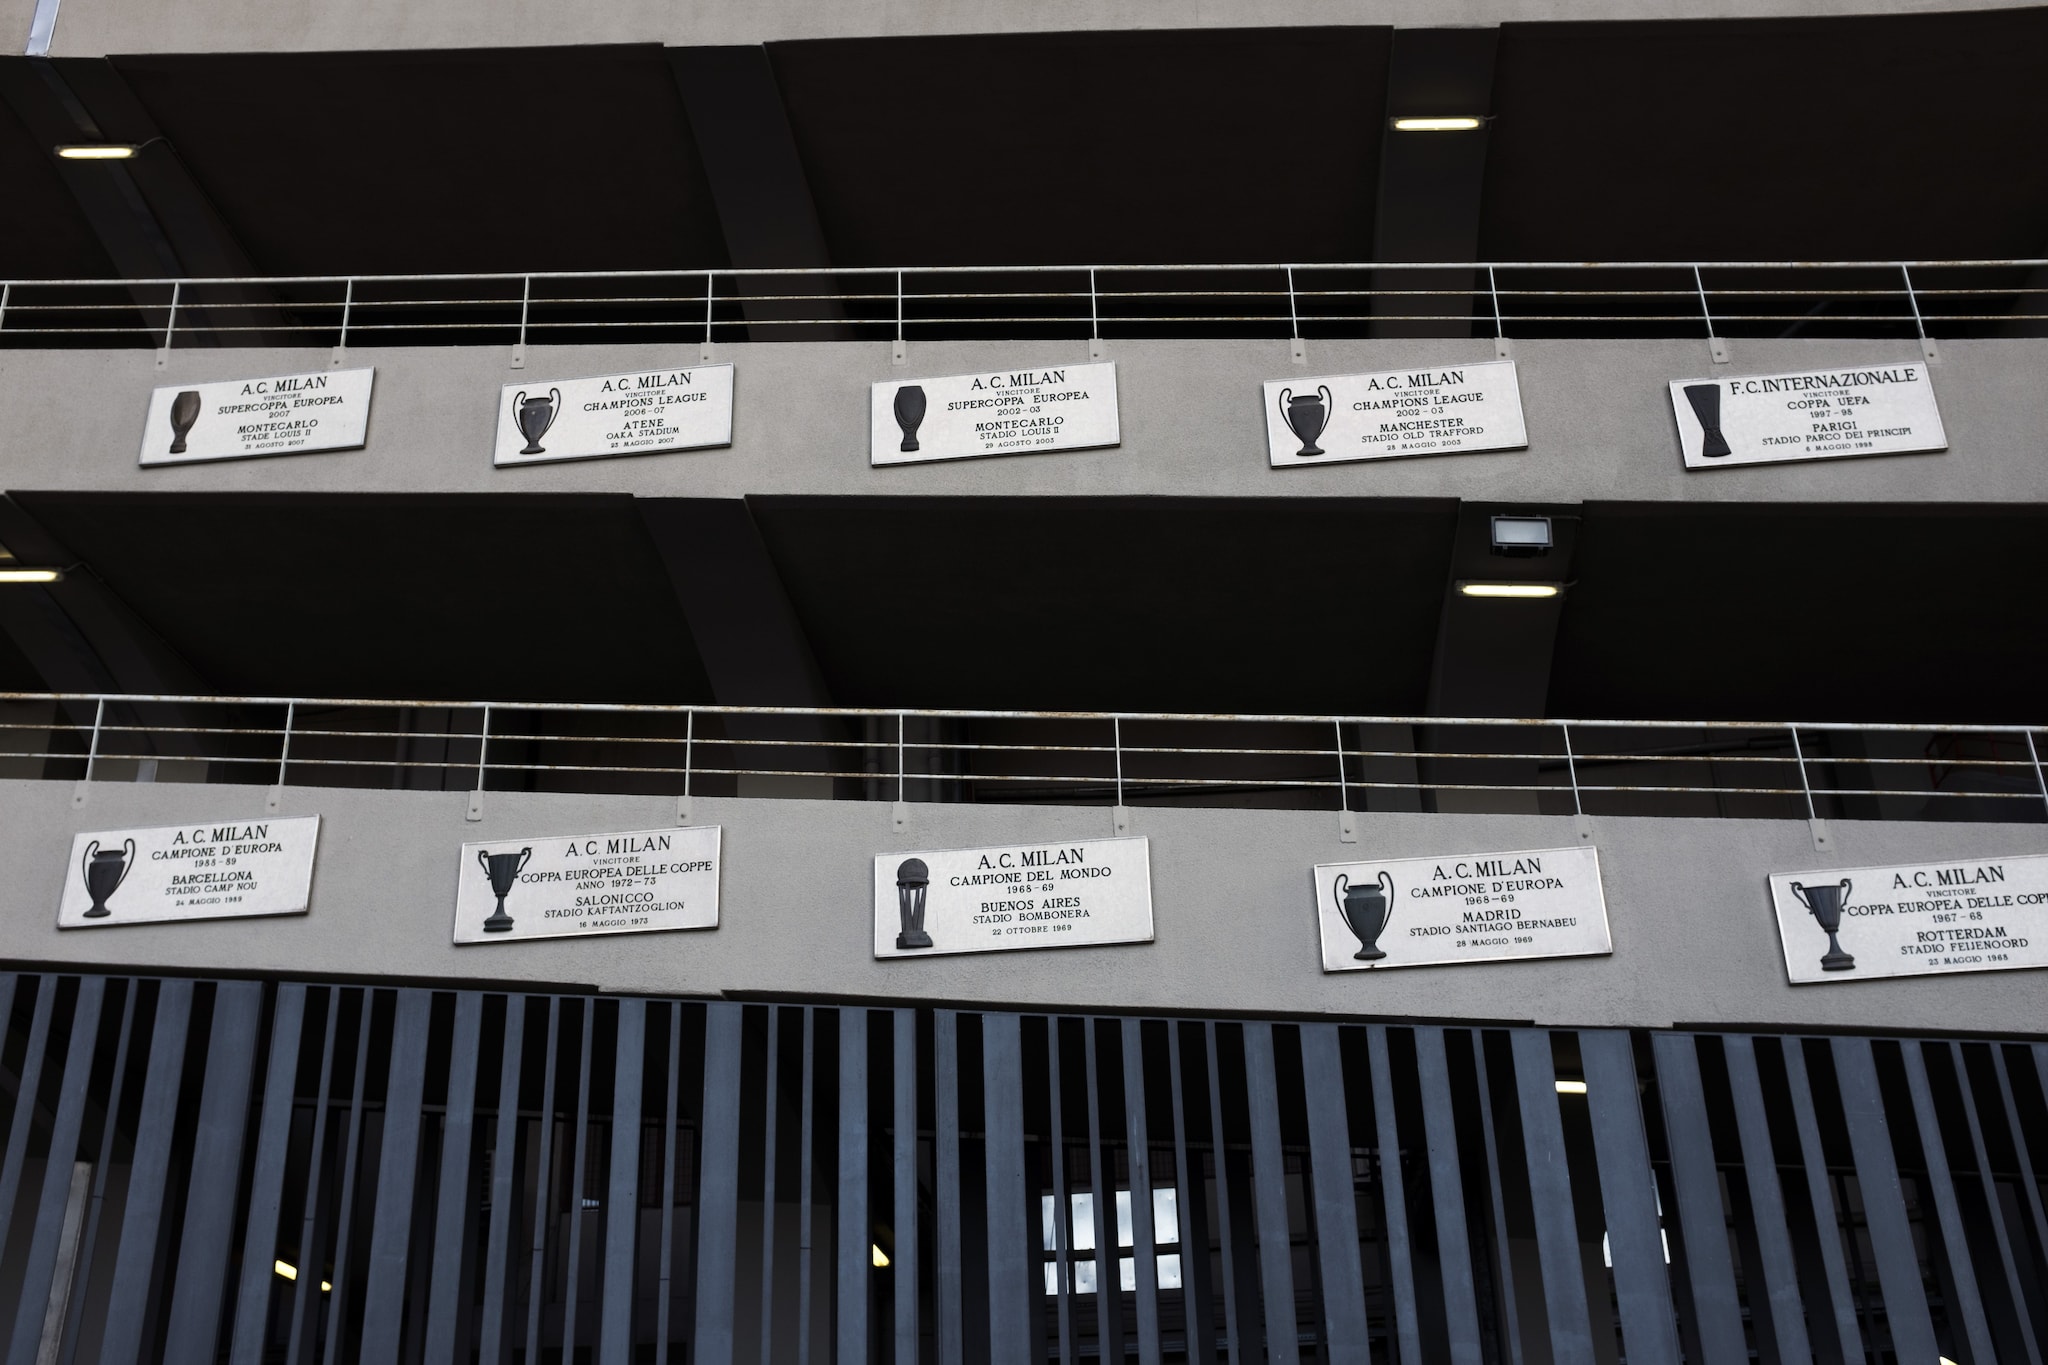 A.C. MILAN
VINCITORE
SUPERCOPPA EUROPEA
2007
MONTECARLO
STADE LOUIS II
31 AGOSTO 2007
A.C. MILAN
VINCITORE
CHAMPIONS LEAGUE
2006-07
ATENE
OAKA STADIUM
23 MAGGIO 2007
A.C. MILAN
VINCITORE
SUPERCOPPA EUROPEA
2002-03
MONTECARLO
STADIO LOUIS II
29 AGOSTO 2003
A.C. MILAN
VINCITORE
CHAMPIONS LEAGUE
2002-03
MANCHESTER
STADIO OLD TRAFFORD
28 MAGGIO 2003
F.C. INTERNAZIONALE
VINCITORE
COPPA UEFA
1997-98
PARIGI
STADIO PARCO DEI PRINCIPI
6 MAGGIO 1998
A.C. MILAN
CAMPIONE D'EUROPA
1988-89
BARCELLONA
STADIO CAMP NOU
24 MAGGIO 1989
A.C. MILAN
VINCITORE
COPPA EUROPEA DELLE COPPE
ANNO 1972-73
SALONICCO
STADIO KAFTANTZOGLION
16 MAGGIO 1973
A.C. MILAN
CAMPIONE DEL MONDO
1968-69
BUENOS AIRES
STADIO BOMBONERA
22 OTTOBRE 1969
A.C. MILAN
CAMPIONE D'EUROPA
1968-69
MADRID
STADIO SANTIAGO BERNABEU
28 MAGGIO 1969
A.C. MILAN
VINCITORE
COPPA EUROPEA DELLE COP
1967-68
ROTTERDAM
STADIO FEIJENOORD
23 MAGGIO 1968